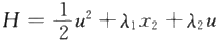 H = \frac{1}{2}u^2 + \lambda_1 x_2 + \lambda_2 u